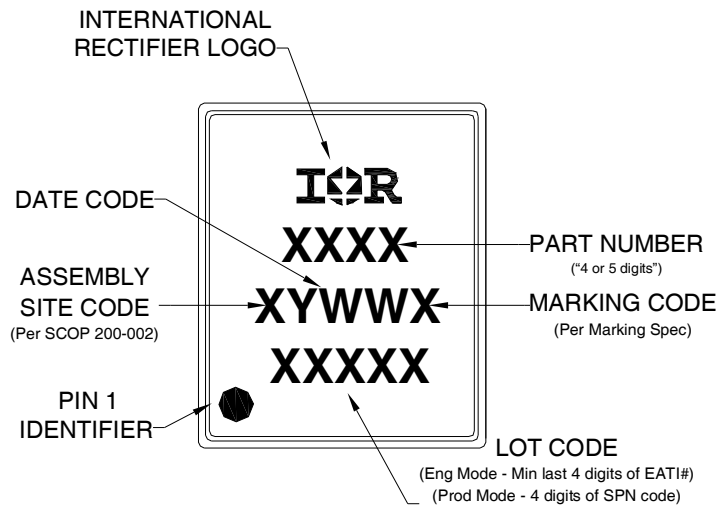 INTERNATIONAL
RECTIFIER LOGO
IOR
DATE CODE
XXXX
PART NUMBER
("4 or 5 digits")
ASSEMBLY
SITE CODE
(Per SCOP 200-002)
XYWWX
MARKING CODE
(Per Marking Spec)
XXXXX
PIN 1
IDENTIFIER
LOT CODE
(Eng Mode - Min last 4 digits of EATI#)
(Prod Mode - 4 digits of SPN code)